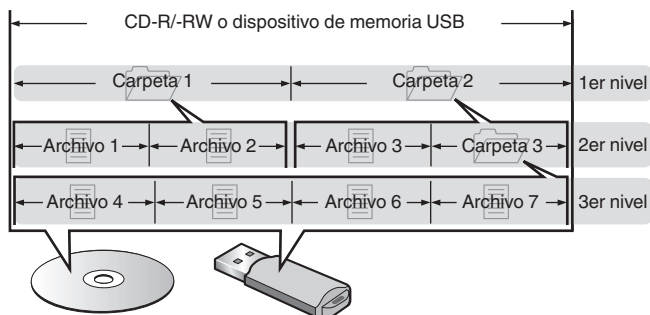 CD-R/-RW o dispositivo de memoria USB
Carpeta 1 Carpeta 2 1er nivel
Archivo 1 Archivo 2 Archivo 3 Carpeta 3 2er nivel
Archivo 4 Archivo 5 Archivo 6 Archivo 7 3er nivel